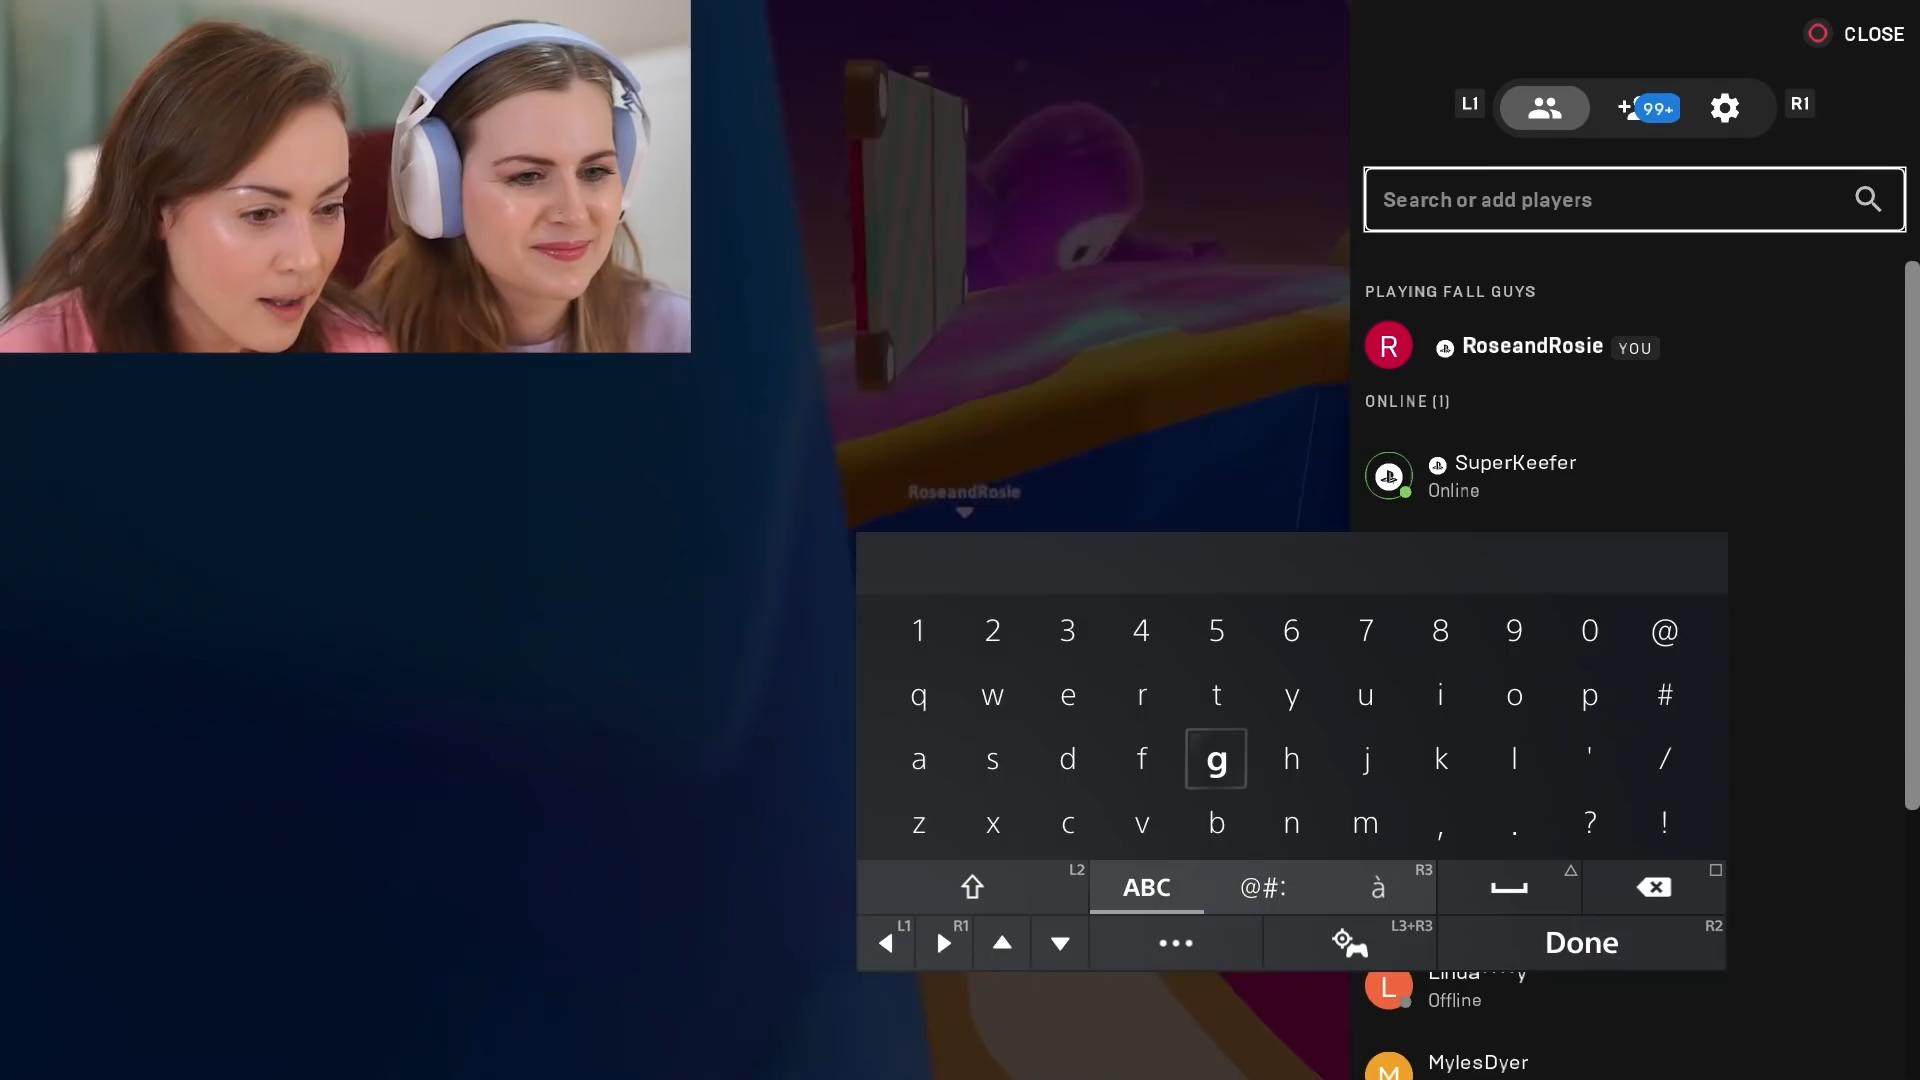 CLOSE
L1
99+
R1
Search or add players
PLAYING FALL GUYS
R
RoseandRosie YOU
ONLINE (1)
SuperKeefer
Online
RoseandRosie
1 2 3 4 5 6 7 8 9 0 @
q w e r t y u i o p #
a s d f g h j k l ' /
z x c v b n m , . ? !
L2
ABC @#: à
R3
L1
R1
...
L3+R3
Done
R2
L
Offline
M
MylesDyer